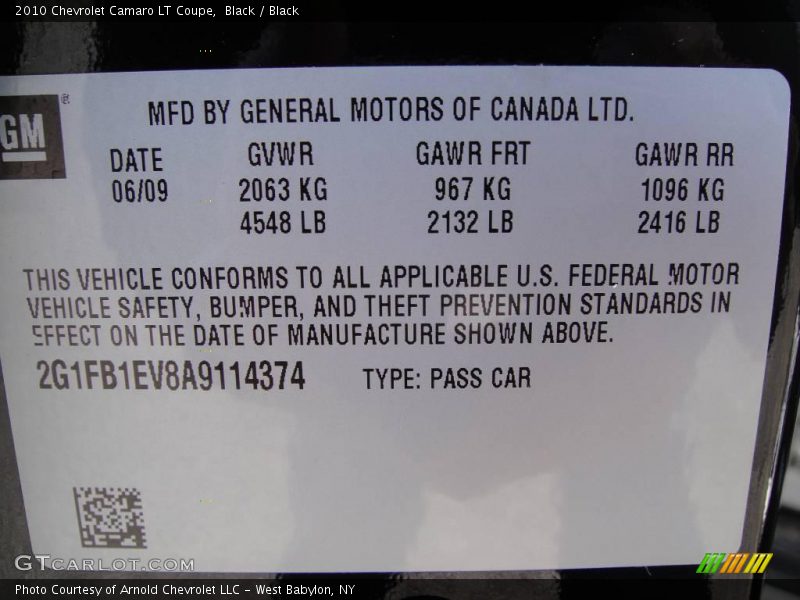 2010 Chevrolet Camaro LT Coupe,  Black / Black
GM ®
MFD BY GENERAL MOTORS OF CANADA LTD.
DATE GVWR GAWR FRT GAWR RR
06/09 2063 KG 967 KG 1096 KG
4548 LB 2132 LB 2416 LB
THIS VEHICLE CONFORMS TO ALL APPLICABLE U.S. FEDERAL MOTOR
VEHICLE SAFETY, BUMPER, AND THEFT PREVENTION STANDARDS IN
EFFECT ON THE DATE OF MANUFACTURE SHOWN ABOVE.
2G1FB1EV8A9114374 TYPE: PASS CAR
GTCARLOT.COM
Photo Courtesy of Arnold Chevrolet LLC - West Babylon, NY